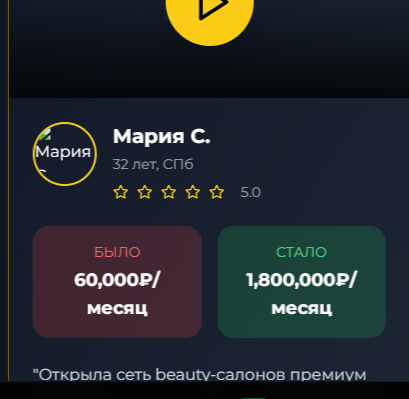 Мария С.
32 лет, СПб
Мария
С
5.0
БЫЛО
60,000₽/
месяц
СТАЛО
1,800,000₽/
месяц
"Открыла сеть beauty-салонов премиум